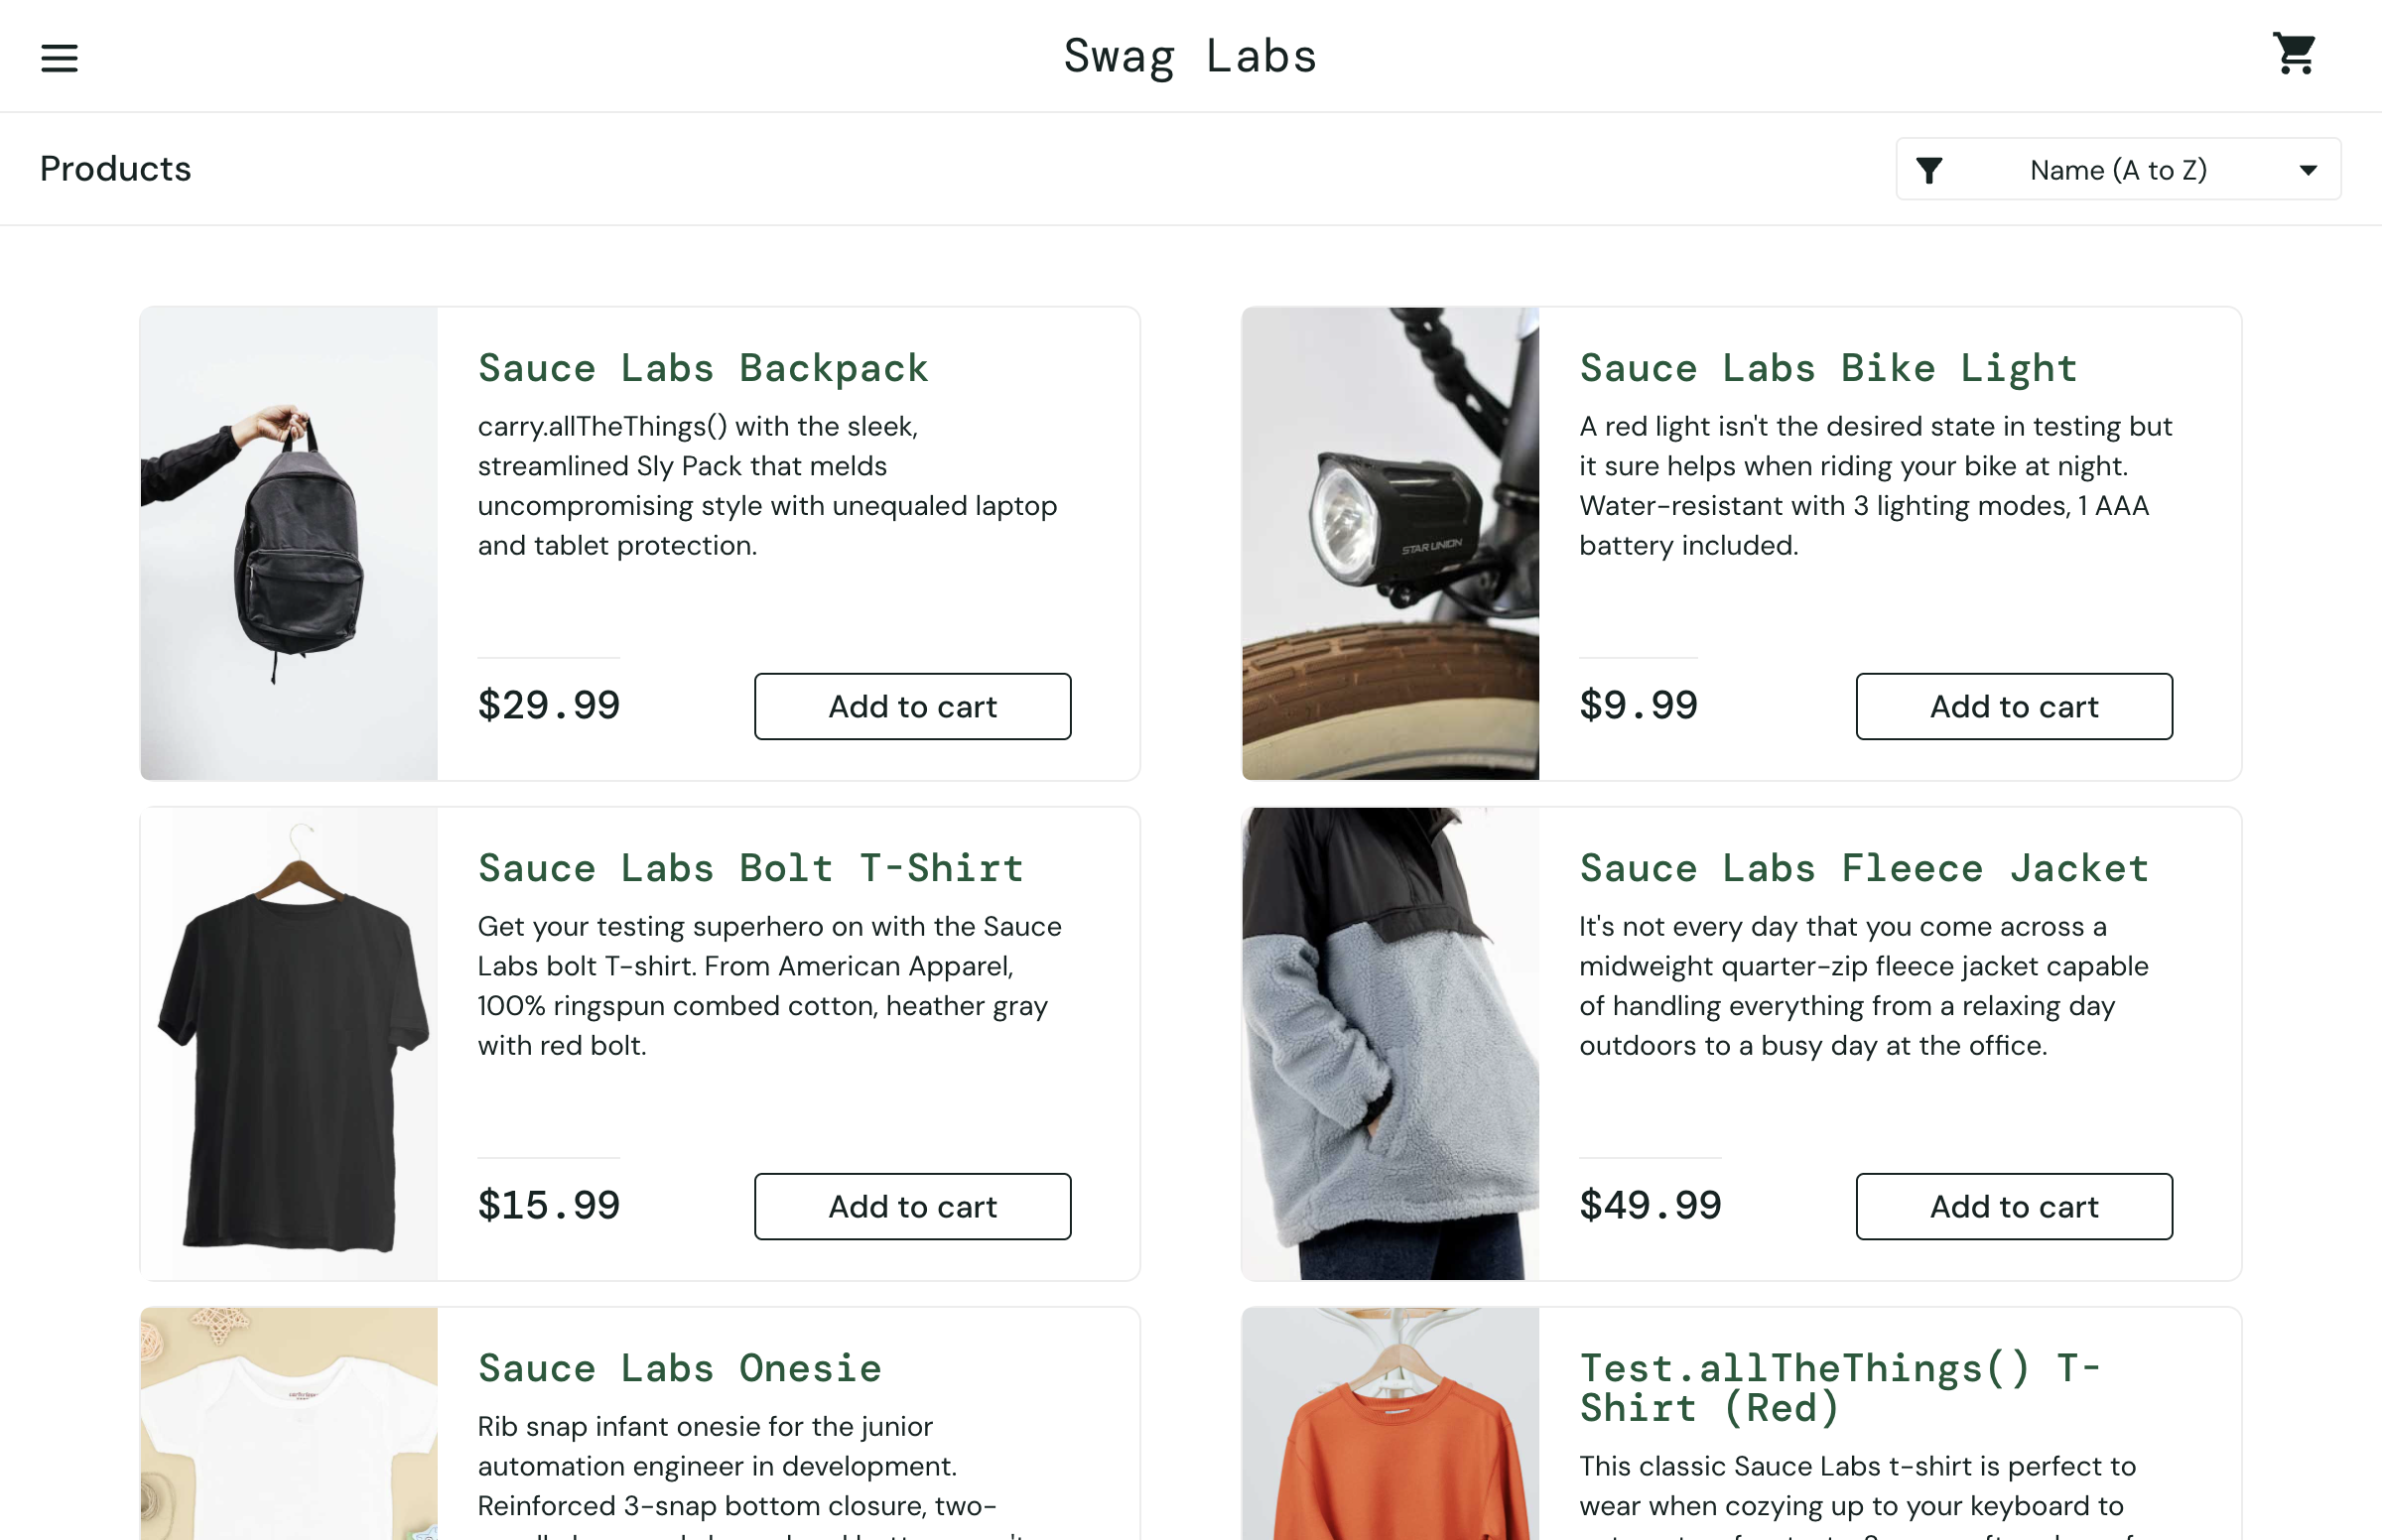 Swag Labs
Products
Name (A to Z)
Sauce Labs Backpack
carry.allTheThings() with the sleek,
streamlined Sly Pack that melds
uncompromising style with unequaled laptop
and tablet protection.
$29.99
Add to cart
Sauce Labs Bike Light
A red light isn't the desired state in testing but
it sure helps when riding your bike at night.
Water-resistant with 3 lighting modes, 1 AAA
battery included.
STAR UNION
$9.99
Add to cart
Sauce Labs Bolt T-Shirt
Get your testing superhero on with the Sauce
Labs bolt T-shirt. From American Apparel,
100% ringspun combed cotton, heather gray
with red bolt.
$15.99
Add to cart
Sauce Labs Fleece Jacket
It's not every day that you come across a
midweight quarter-zip fleece jacket capable
of handling everything from a relaxing day
outdoors to a busy day at the office.
$49.99
Add to cart
Sauce Labs Onesie
Rib snap infant onesie for the junior
automation engineer in development.
Reinforced 3-snap bottom closure, two-
Test.allTheThings() T-
Shirt (Red)
This classic Sauce Labs t-shirt is perfect to
wear when cozying up to your keyboard to